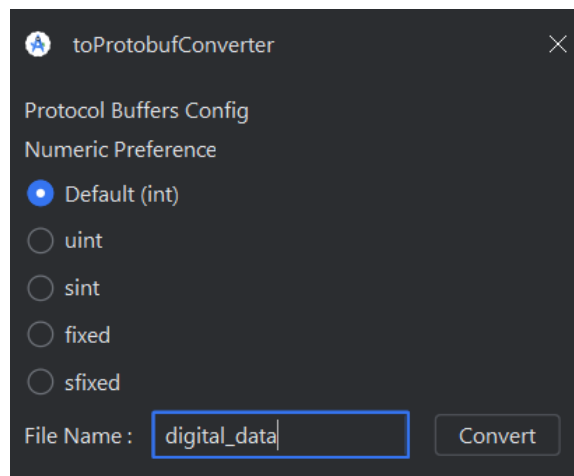 toProtobufConverter
Protocol Buffers Config
Numeric Preference
Default (int)
uint
sint
fixed
sfixed
File Name : digital_data Convert